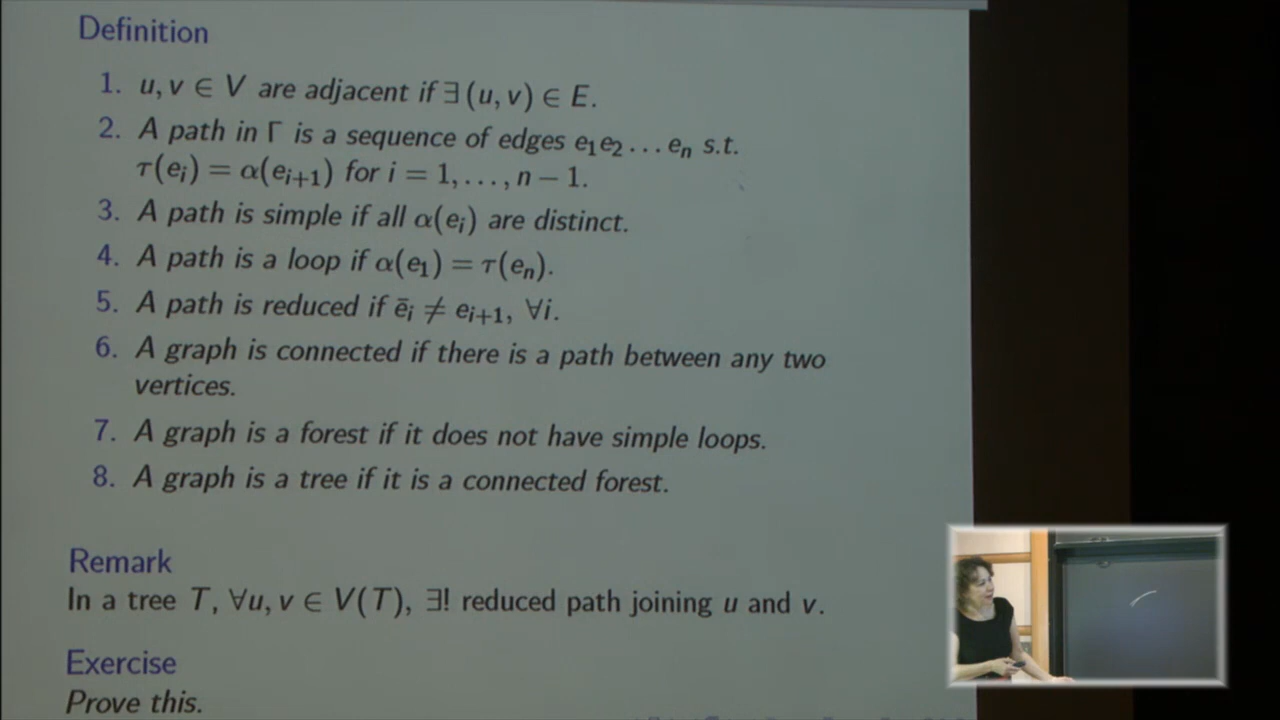 Definition
1. u, v ∈ V are adjacent if ∃ (u, v) ∈ E.
2. A path in Γ is a sequence of edges e₁e₂ … eₙ s.t.
τ(eᵢ) = α(eᵢ₊₁) for i = 1, …, n − 1.
3. A path is simple if all α(eᵢ) are distinct.
4. A path is a loop if α(e₁) = τ(eₙ).
5. A path is reduced if ēᵢ ≠ eᵢ₊₁, ∀i.
6. A graph is connected if there is a path between any two
vertices.
7. A graph is a forest if it does not have simple loops.
8. A graph is a tree if it is a connected forest.
Remark
In a tree T, ∀u, v ∈ V(T), ∃! reduced path joining u and v.
Exercise
Prove this.